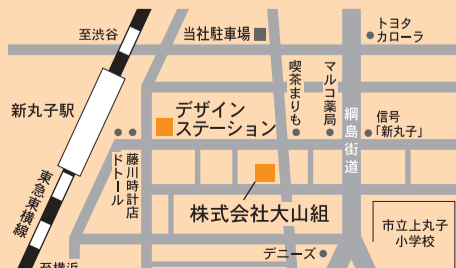 至渋谷
当社駐車場
トヨタ
カローラ
喫茶まりも
マルコ薬局
綱島街道
信号
「新丸子」
新丸子駅
デザイン
ステーション
藤川時計店
ドトール
東急東横線
株式会社大山組
市立上丸子
小学校
デニーズ
至横浜